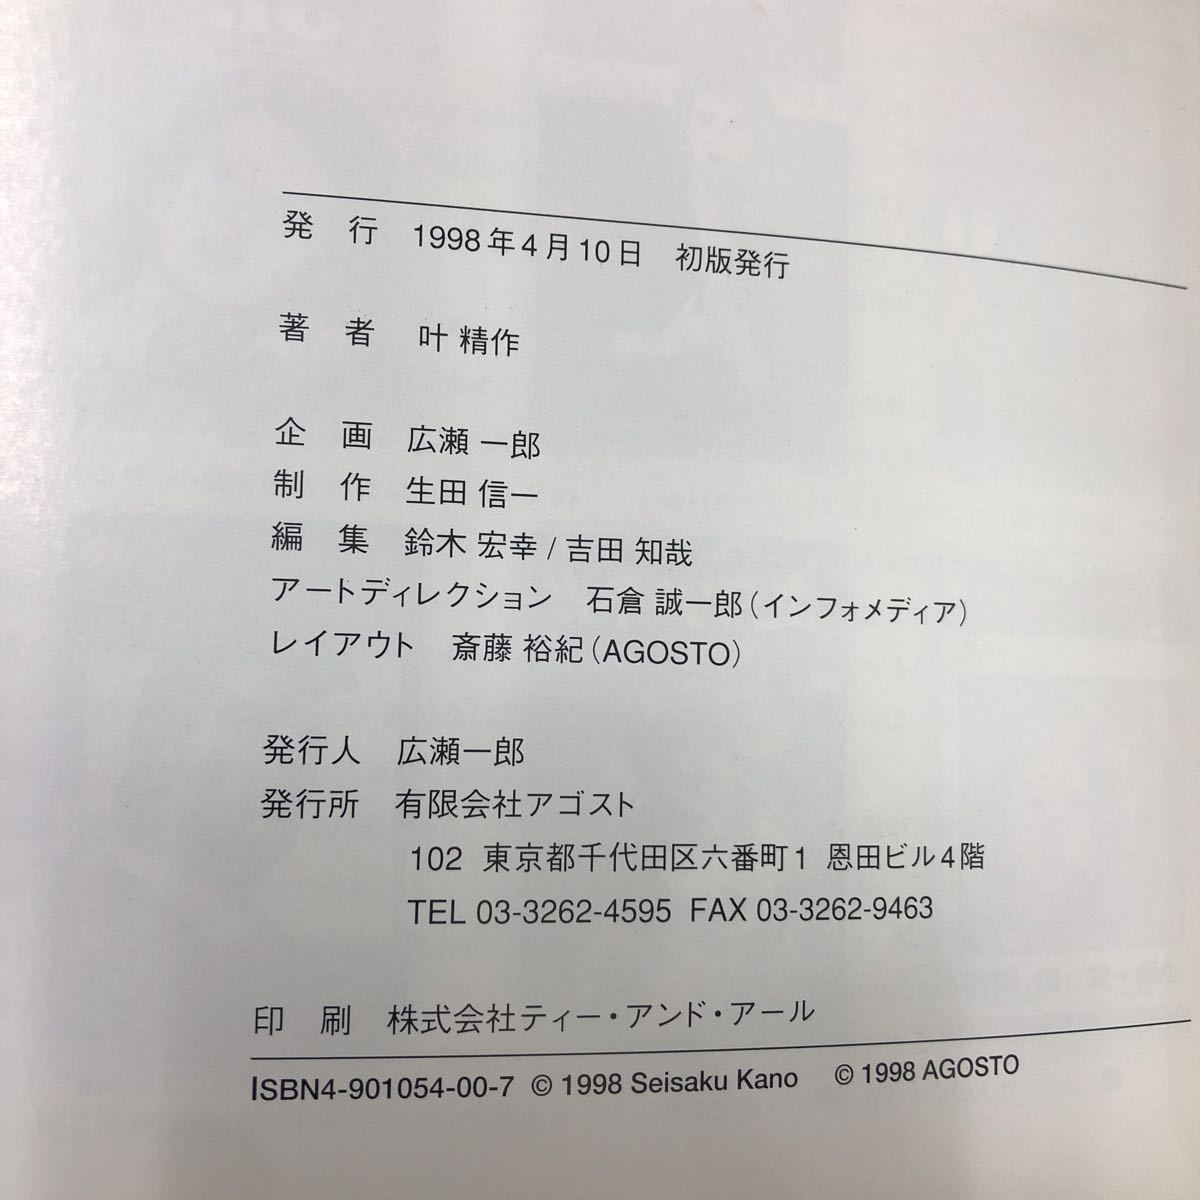 発　行　1998年4月10日　初版発行
著　者　叶 精作
企　画　広瀬 一郎
制　作　生田 信一
編　集　鈴木 宏幸 / 吉田 知哉
アートディレクション　石倉 誠一郎（インフォメディア）
レイアウト　斎藤 裕紀（AGOSTO）
発行人　広瀬一郎
発行所　有限会社アゴスト
102 東京都千代田区六番町1 恩田ビル4階
TEL 03-3262-4595 FAX 03-3262-9463
印　刷　株式会社ティー・アンド・アール
ISBN4-901054-00-7 © 1998 Seisaku Kano　© 1998 AGOSTO